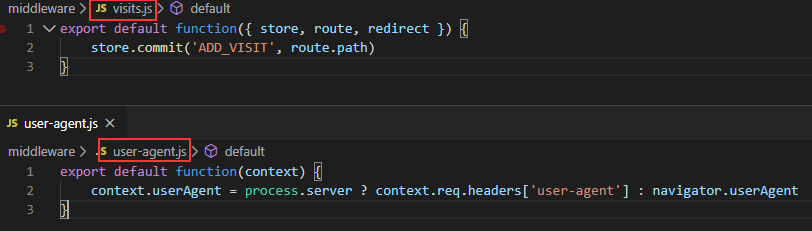 middleware > JS visits.js > default
1 export default function({ store, route, redirect }) {
2 store.commit('ADD_VISIT', route.path)
3 }
JS user-agent.js ×
middleware > JS user-agent.js > default
1 export default function(context) {
2 context.userAgent = process.server ? context.req.headers['user-agent'] : navigator.userAgent
3 }